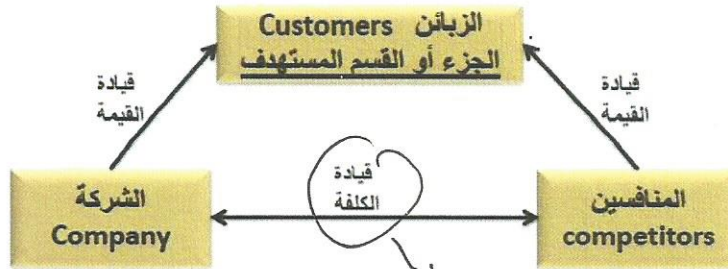 الزبائن Customers
الجزء أو القسم المستهدف
قيادة
القيمة
قيادة
القيمة
قيادة
الكلفة
الشركة
Company
المنافسين
competitors